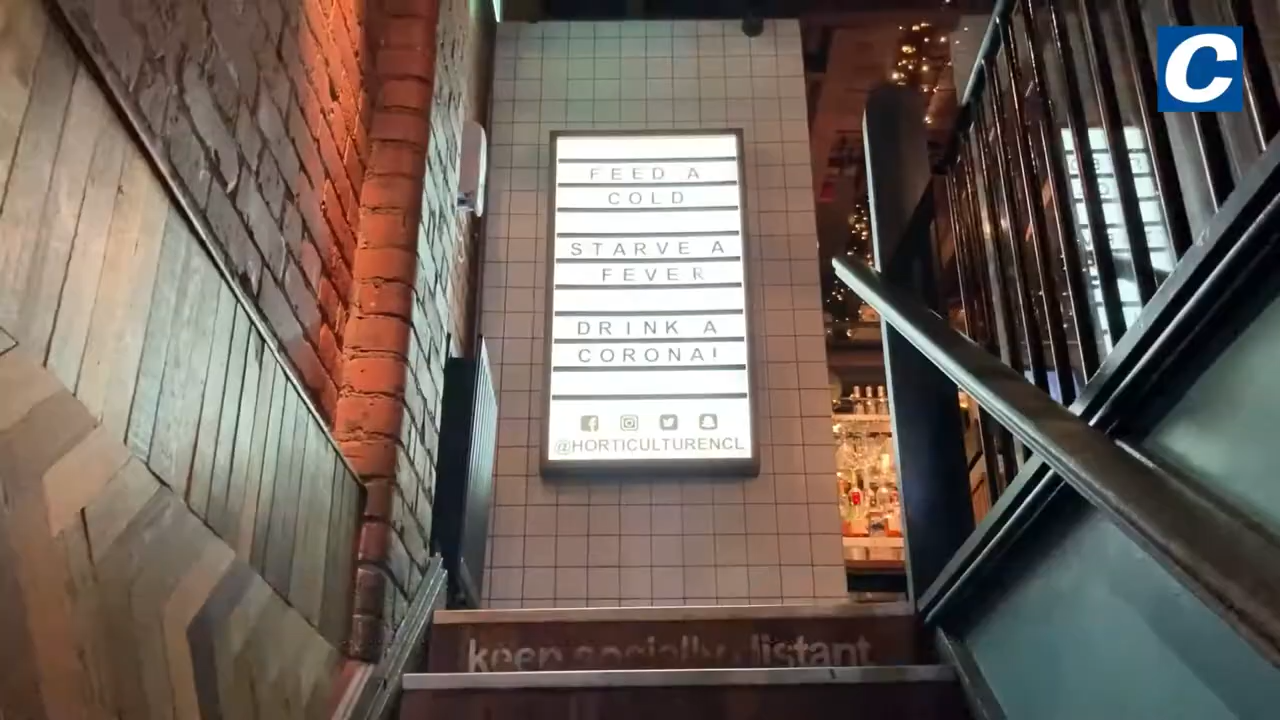 C
FEED A
COLD
STARVE A
FEVER
DRINK A
CORONA!
@HORTICULTURENCL
keep socially distant